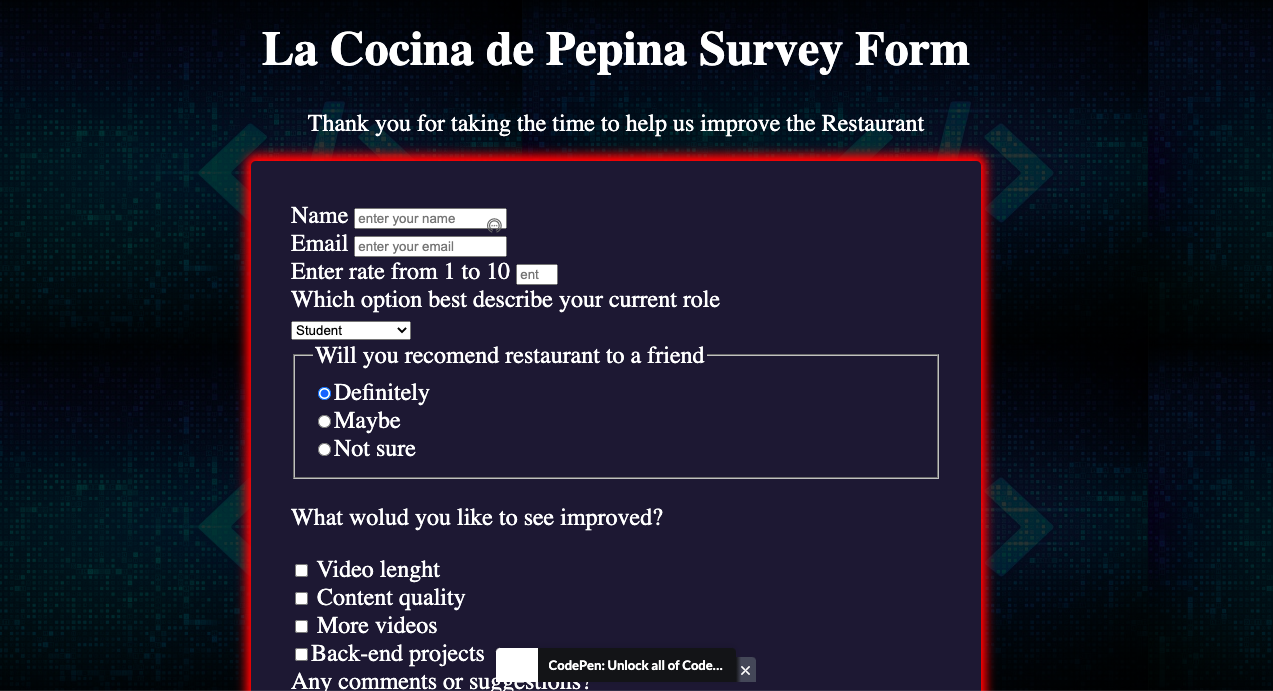 La Cocina de Pepina Survey Form
Thank you for taking the time to help us improve the Restaurant
Name enter your name
Email enter your email
Enter rate from 1 to 10 ent
Which option best describe your current role
Student
Will you recomend restaurant to a friend
Definitely
Maybe
Not sure
What wolud you like to see improved?
Video lenght
Content quality
More videos
Back-end projects
CodePen: Unlock all of Code...
Any comments or suggestions?